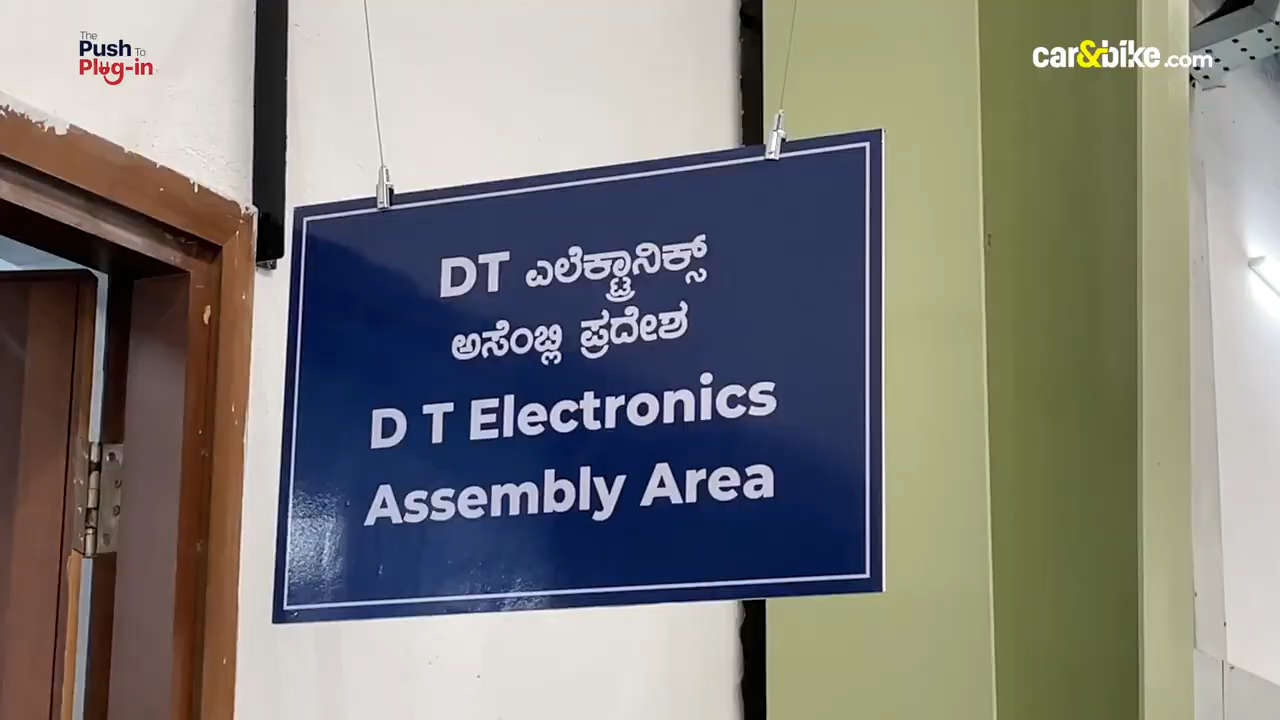 The
Push To
Plug-in
car&bike.com
DT ಎಲೆಕ್ಟ್ರಾನಿಕ್ಸ್
ಅಸೆಂಬ್ಲಿ ಪ್ರದೇಶ
D T Electronics
Assembly Area